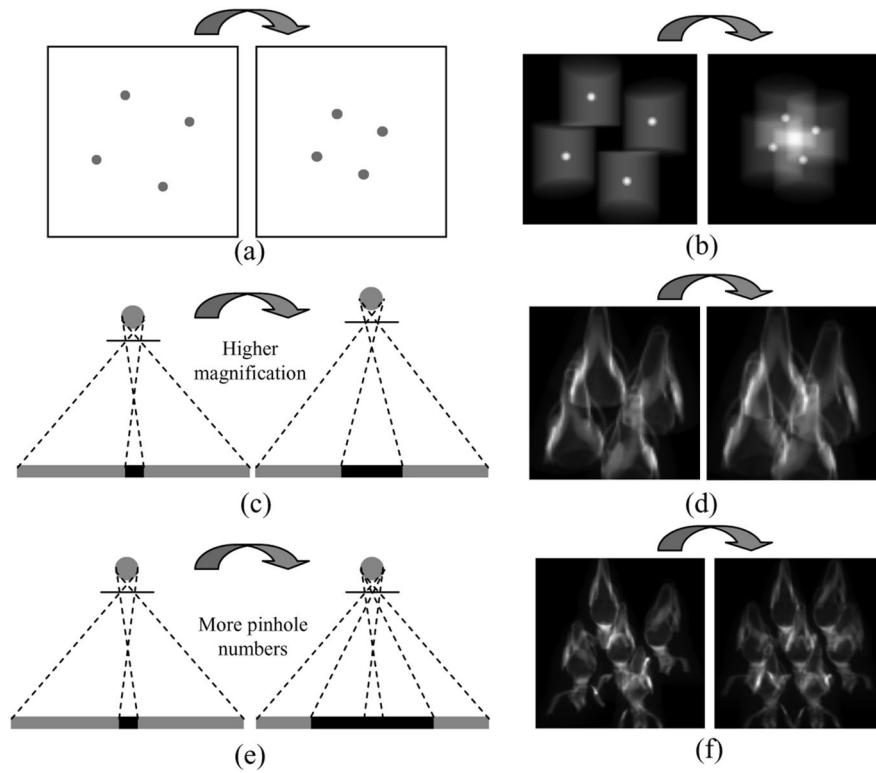 (a)
(b)
Higher
magnification
(c)
(d)
More pinhole
numbers
(e)
(f)